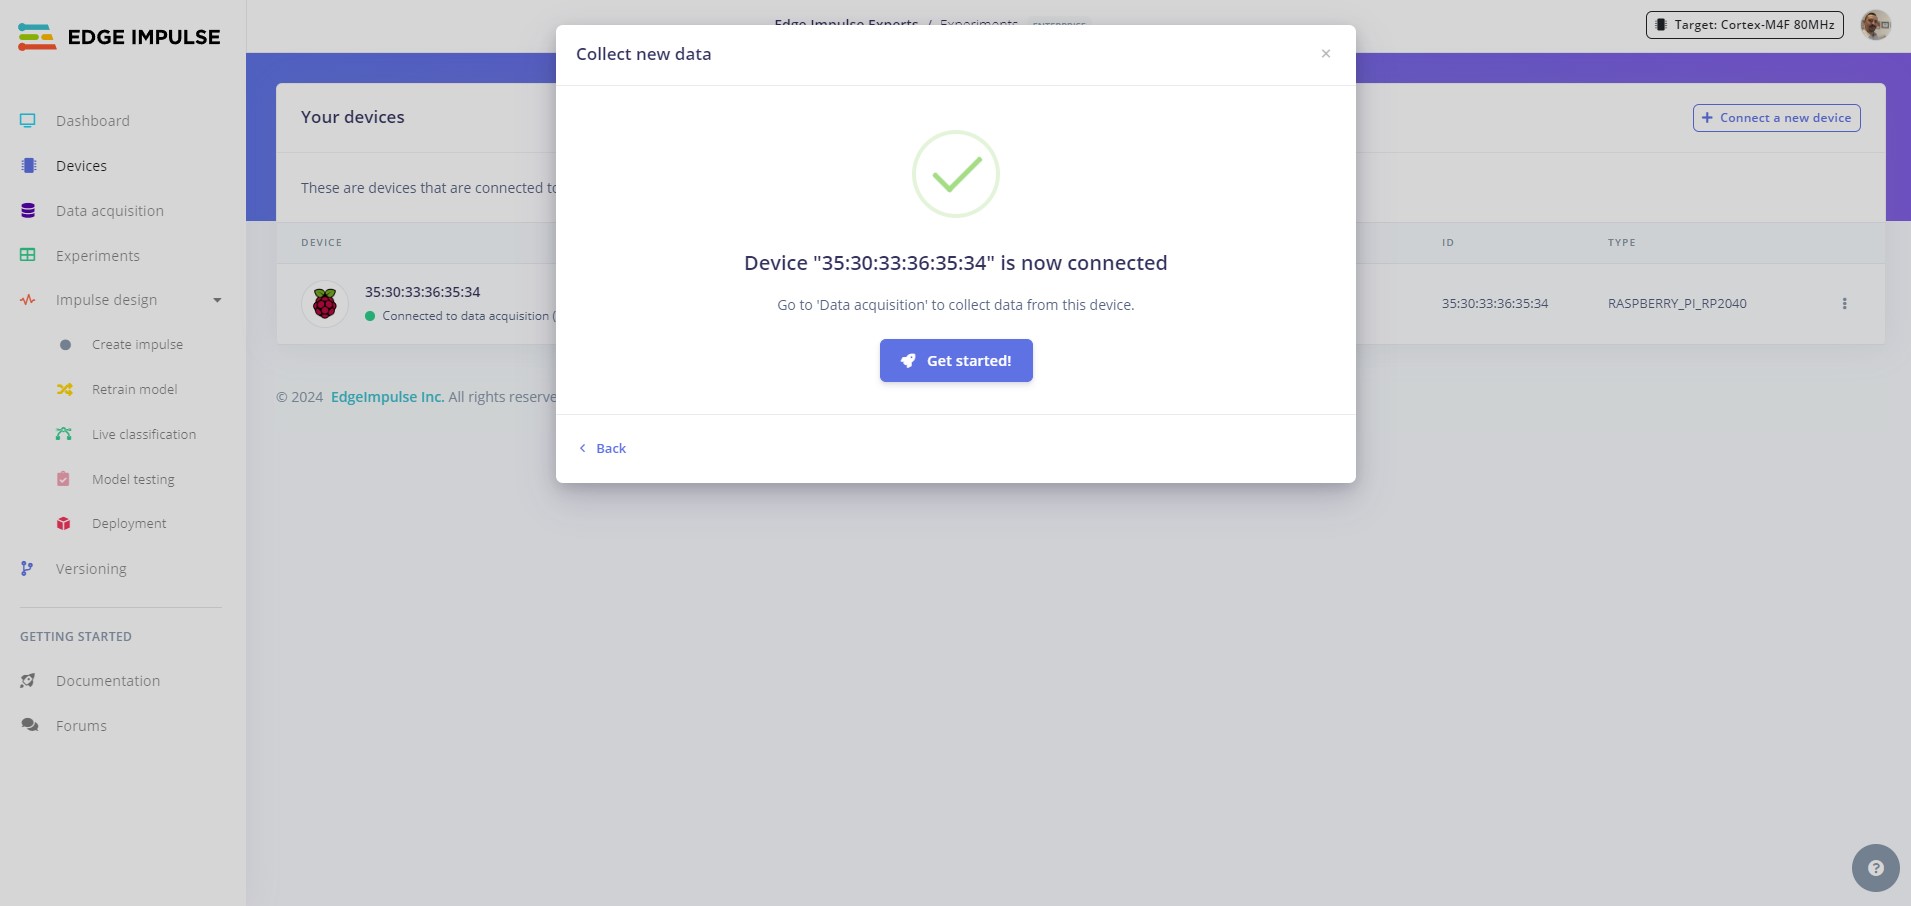 EDGE IMPULSE
Edge Impulse Experts / Experiments ENTERPRISE
Target: Cortex-M4F 80MHz
Dashboard
Devices
Data acquisition
Experiments
Impulse design
Create impulse
Retrain model
Live classification
Model testing
Deployment
Versioning
GETTING STARTED
Documentation
Forums
Your devices
+ Connect a new device
These are devices that are connected to
DEVICE
ID
TYPE
35:30:33:36:35:34
Connected to data acquisition (
35:30:33:36:35:34
RASPBERRY_PI_RP2040
© 2024 EdgeImpulse Inc. All rights reserve
Collect new data
×
Device "35:30:33:36:35:34" is now connected
Go to 'Data acquisition' to collect data from this device.
Get started!
Back
?